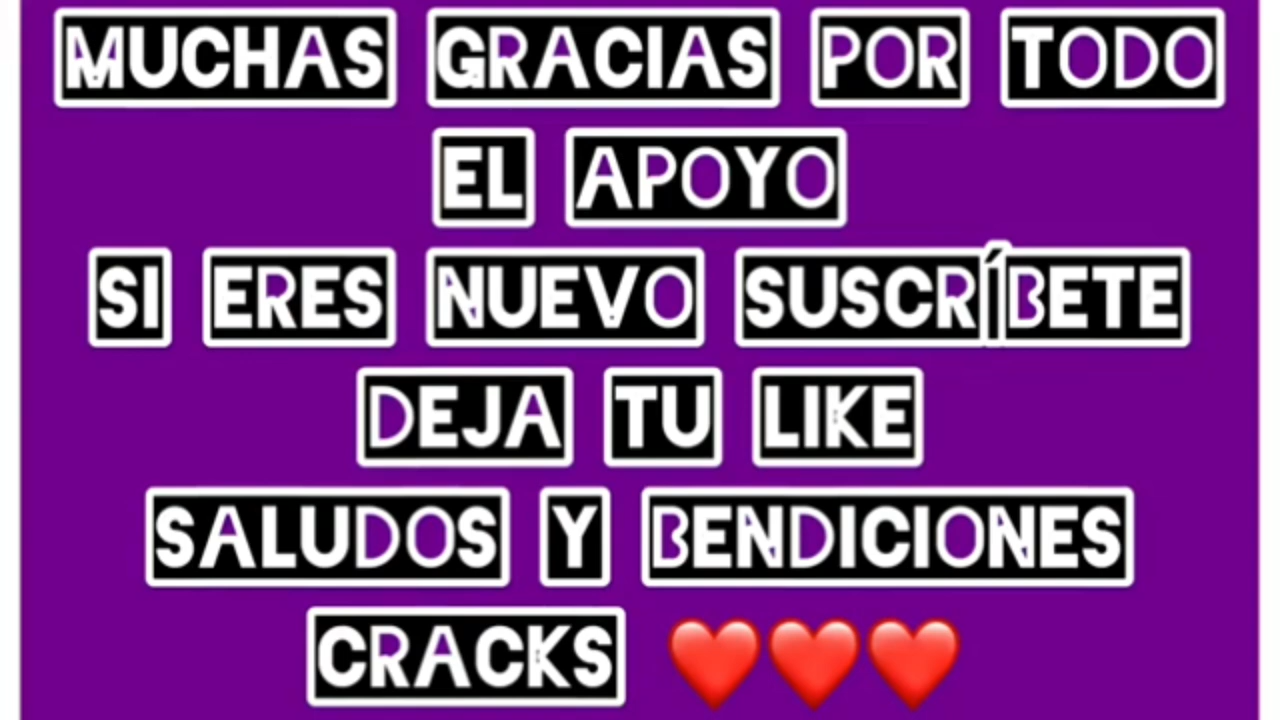 MUCHAS GRACIAS POR TODO
EL APOYO
SI ERES NUEVO SUSCRÍBETE
DEJA TU LIKE
SALUDOS Y BENDICIONES
CRACKS ❤️❤️❤️